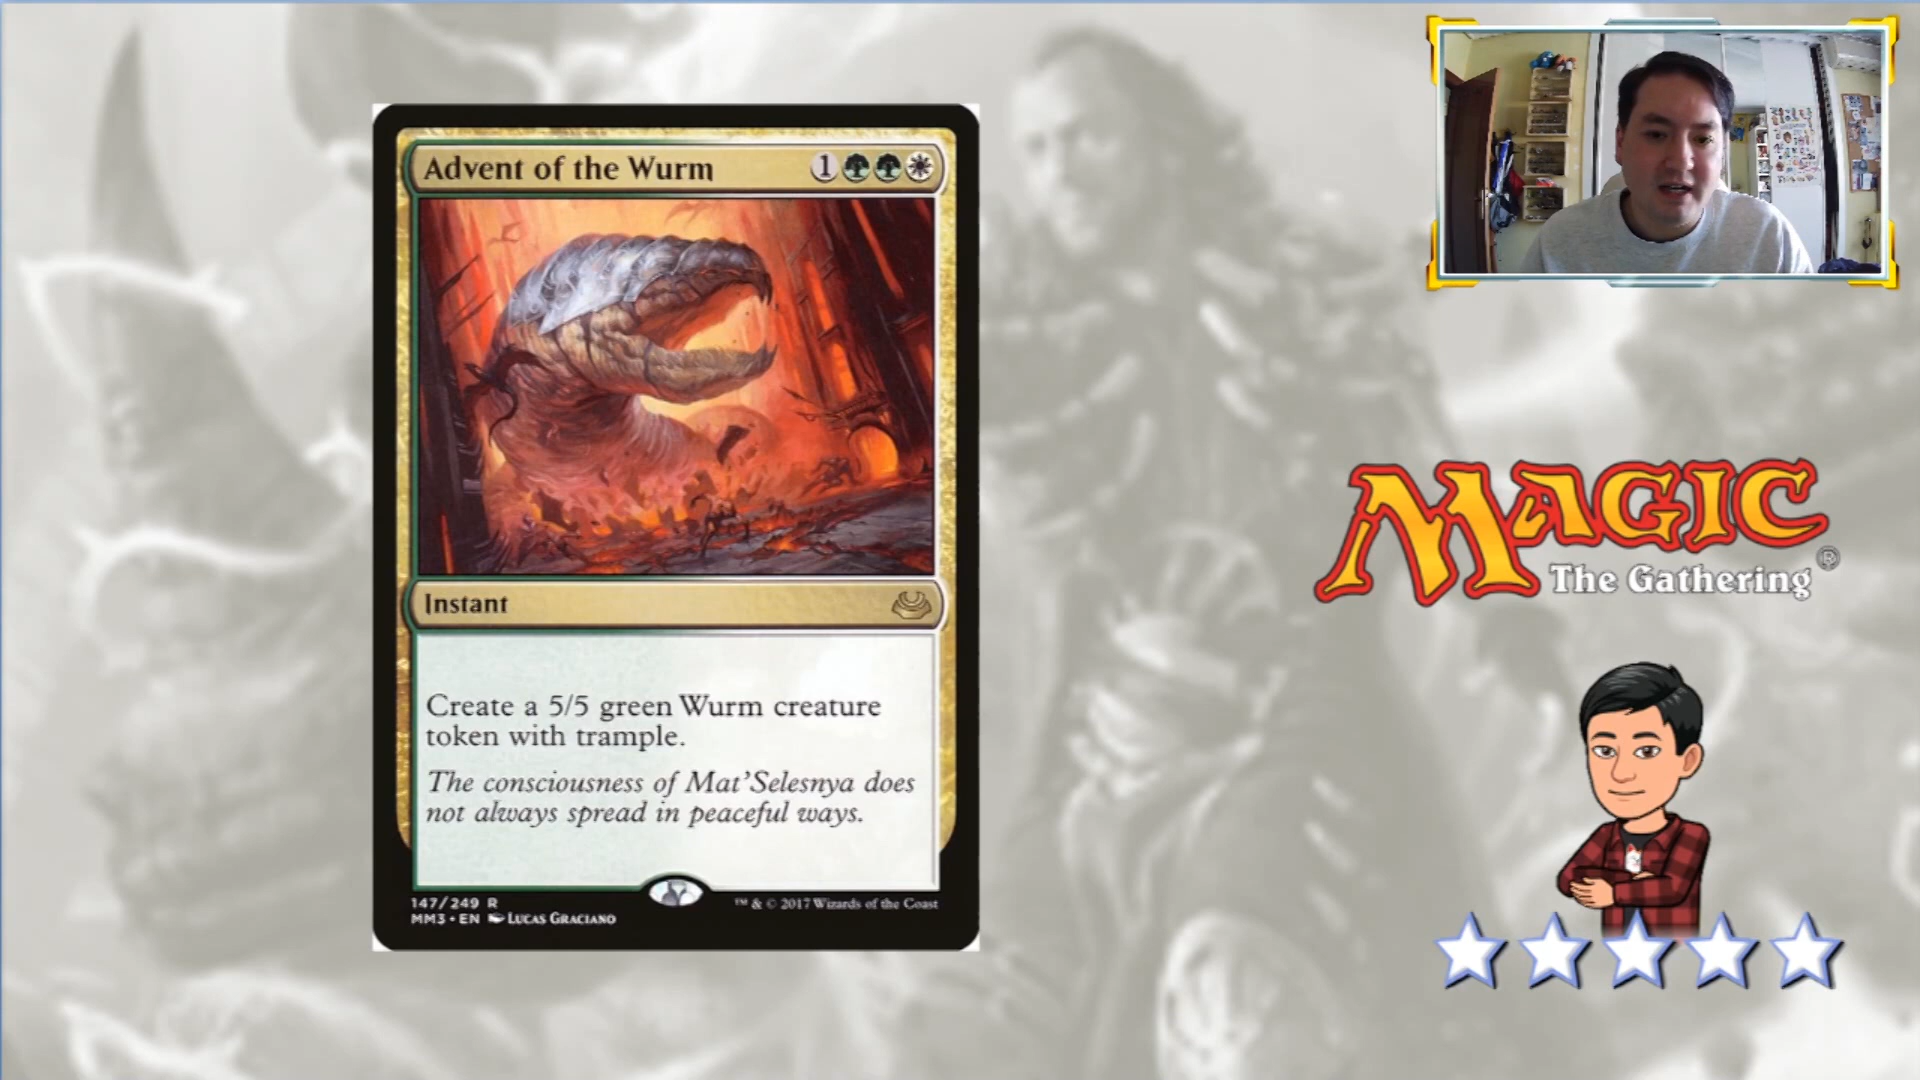 Advent of the Wurm 1
Instant
Create a 5/5 green Wurm creature
token with trample.
The consciousness of Mat'Selesnya does
not always spread in peaceful ways.
147/249 R
MM3 • EN Lucas Graciano
™ & © 2017 Wizards of the Coast
MAGIC ®
The Gathering